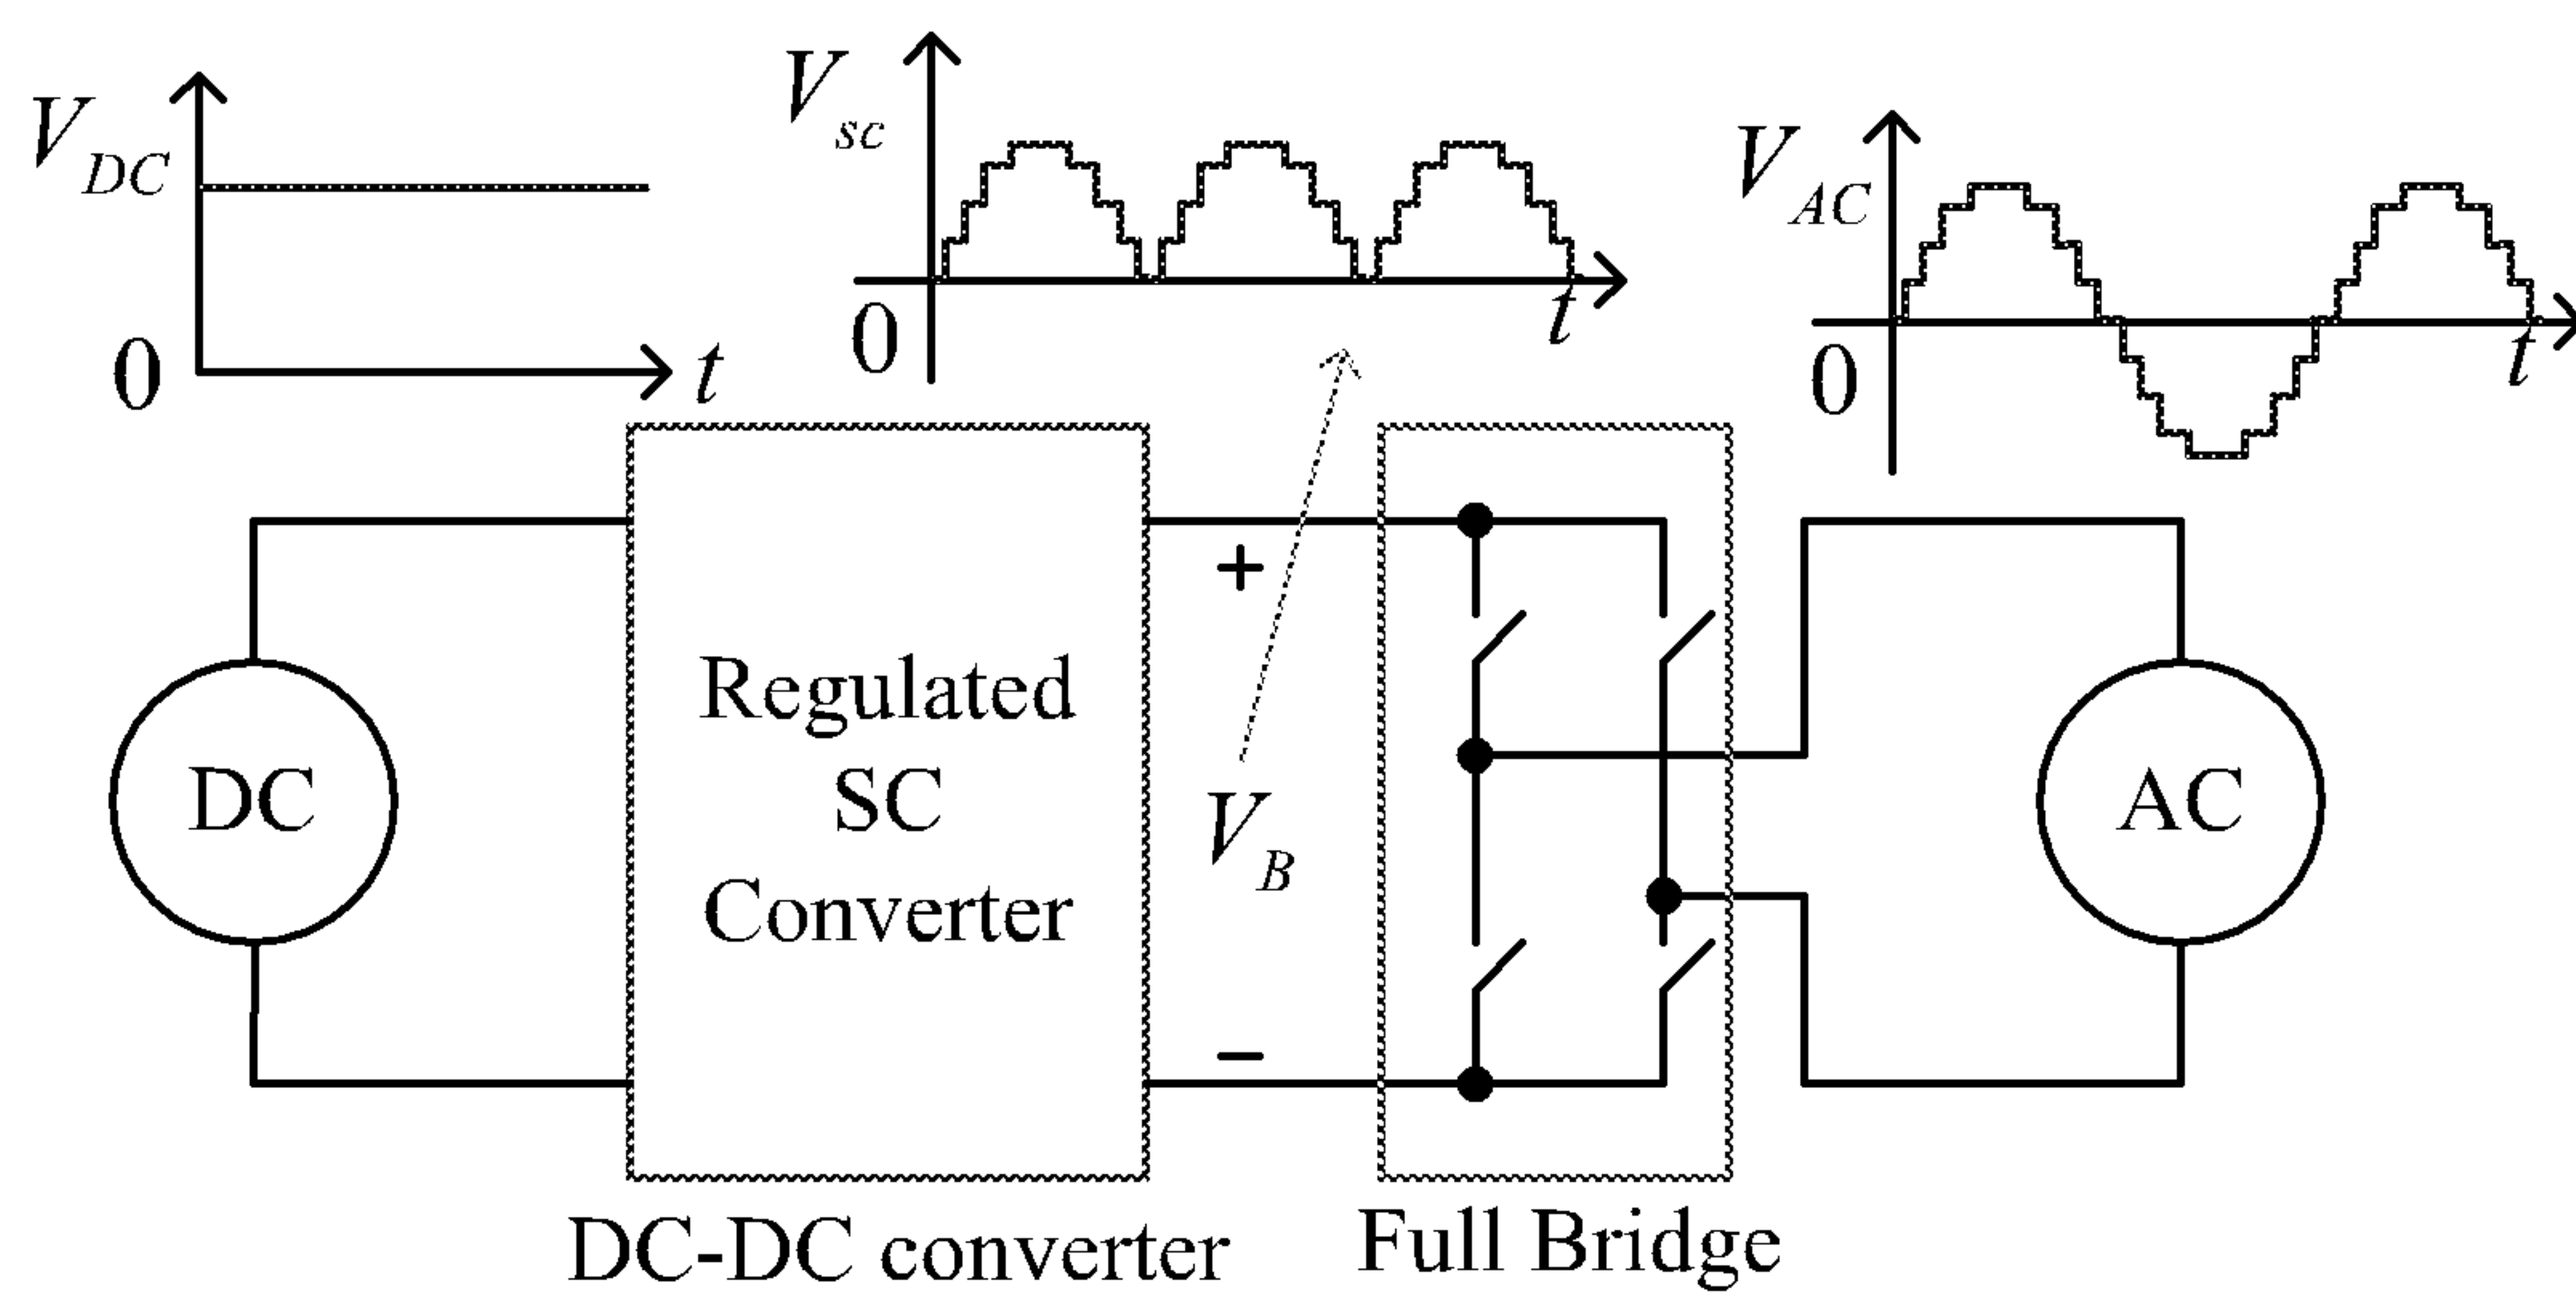 V_DC
0
t
V_sc
0
t
V_AC
0
t
DC
Regulated
SC
Converter
+
V_B
−
AC
DC-DC converter
Full Bridge